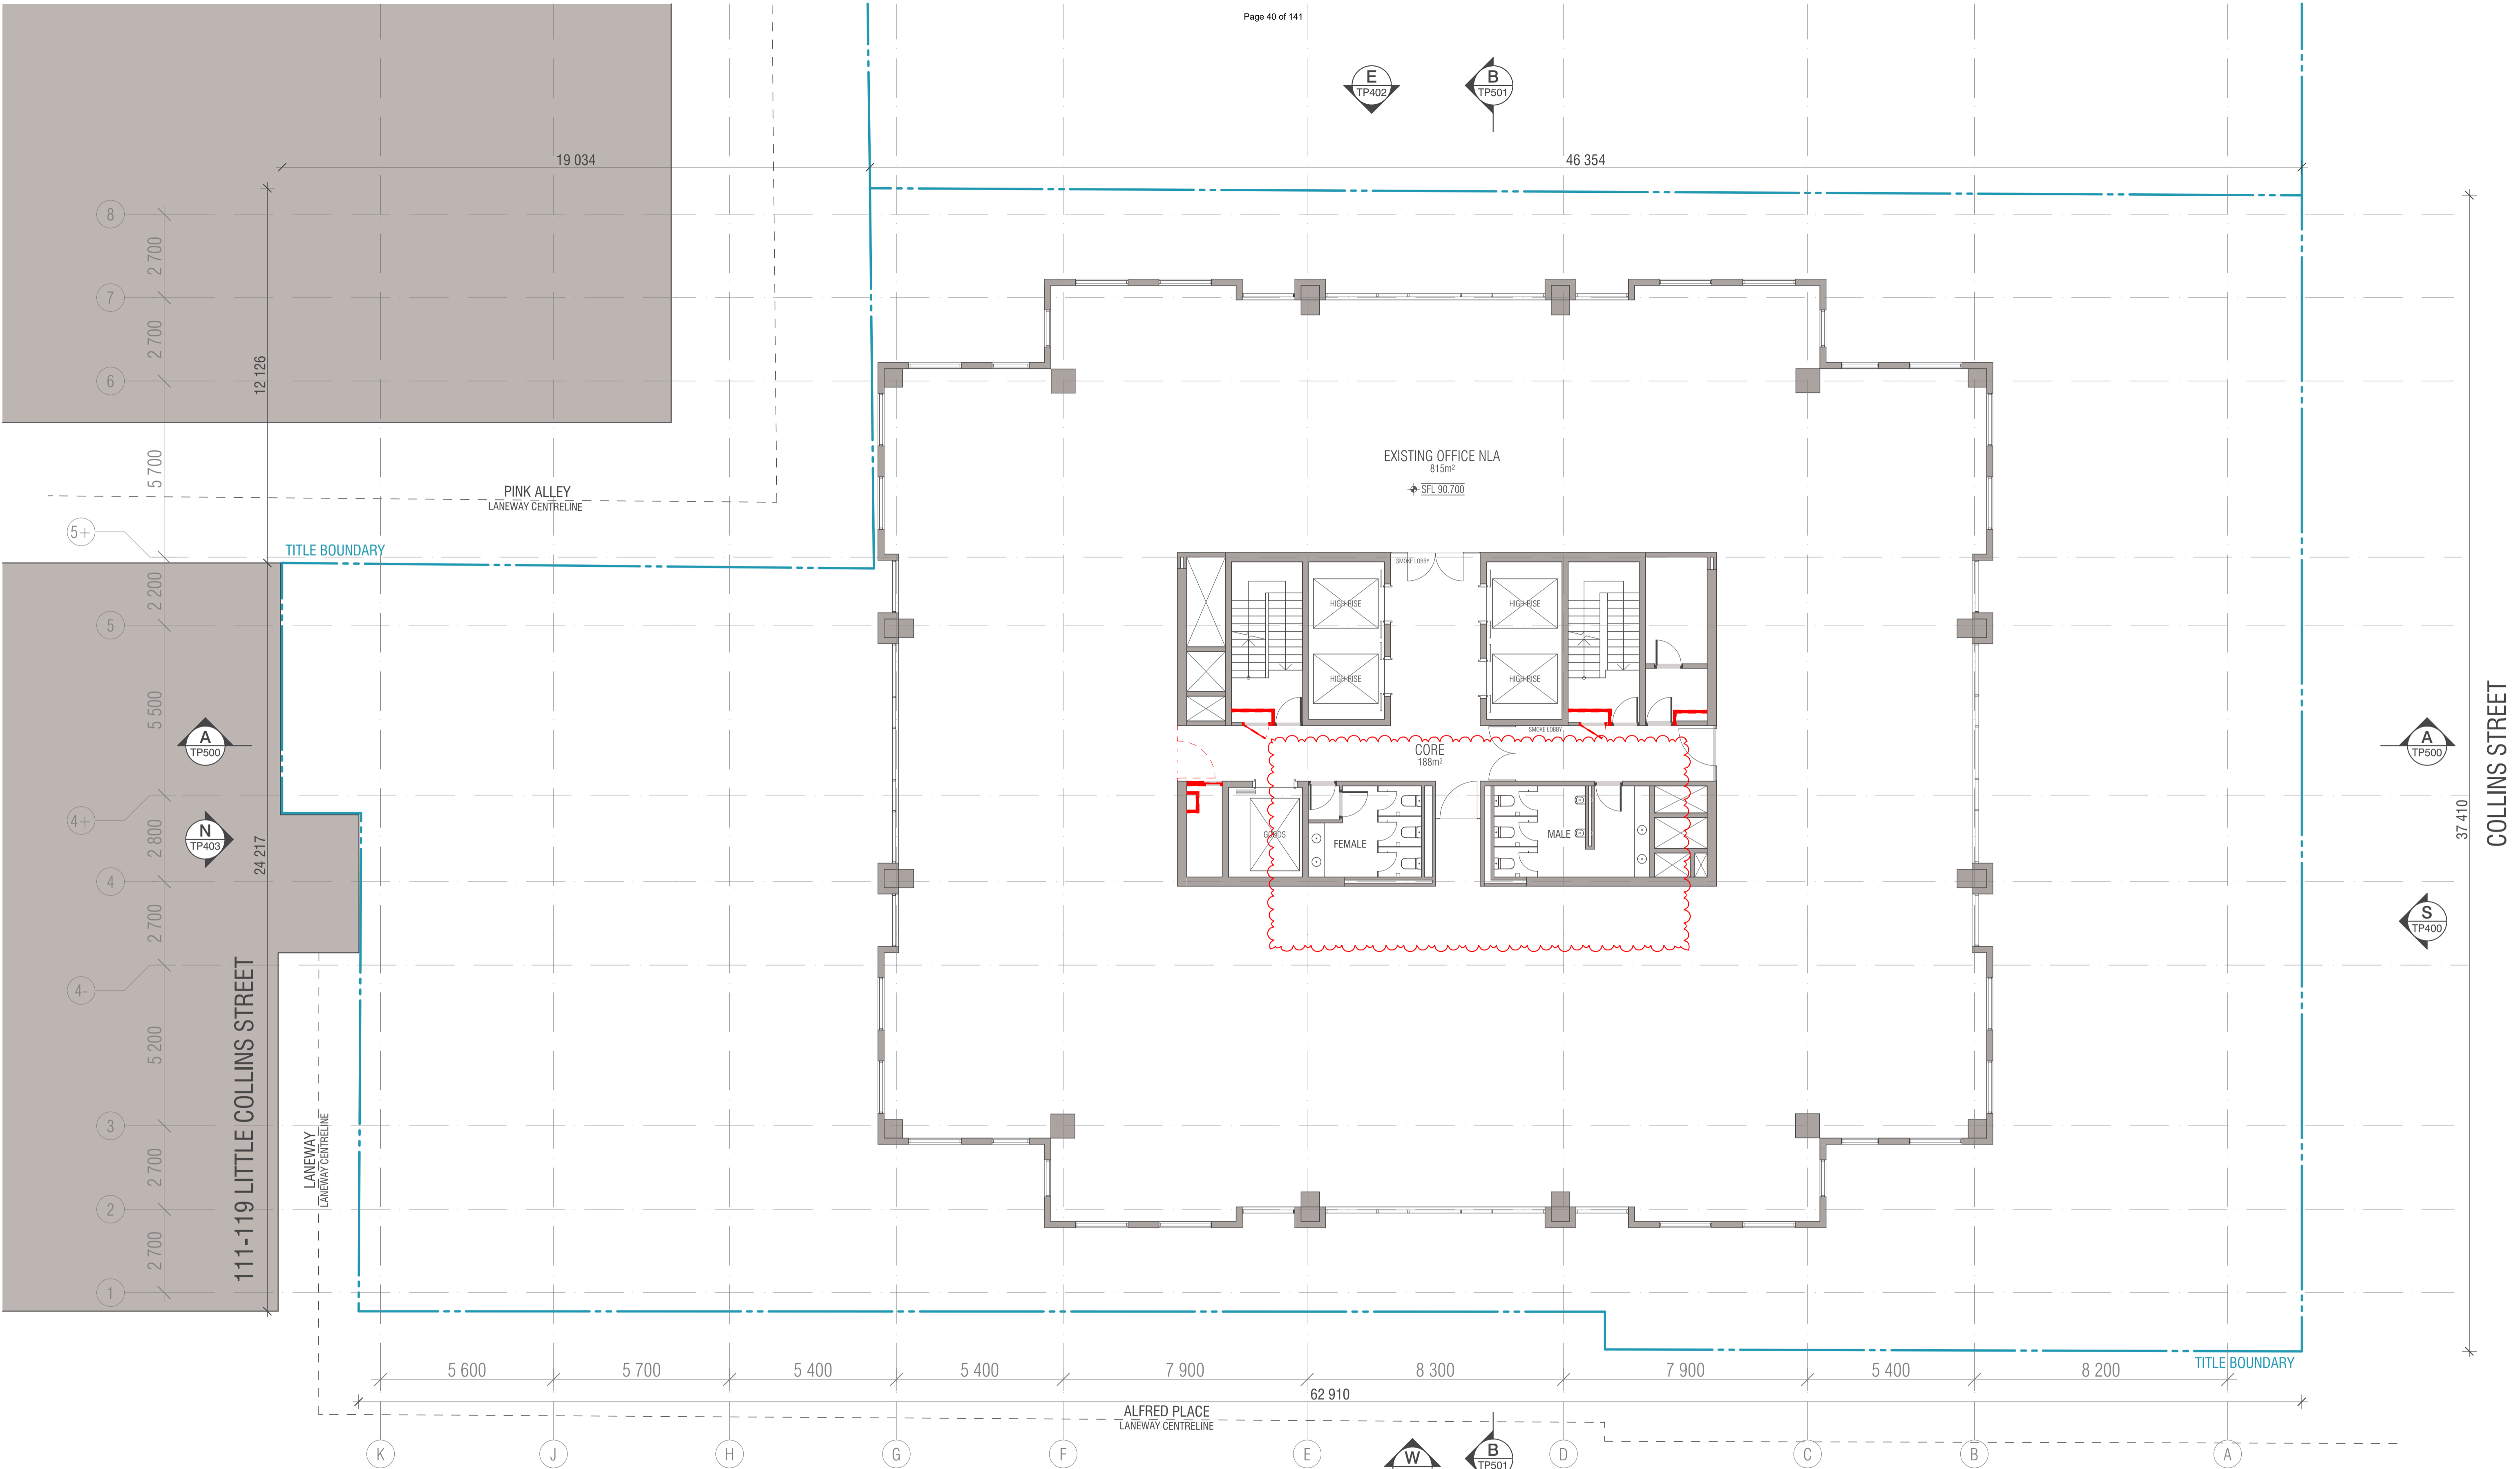 Page 40 of 141
E
TP402
B
TP501
19 034
46 354
8
2 700
7
2 700
6
12 126
5 700
EXISTING OFFICE NLA
815m²
SFL 90.700
PINK ALLEY
LANEWAY CENTRELINE
5+
TITLE BOUNDARY
SMOKE LOBBY
2 200
HIGH RISE
HIGH RISE
5
HIGH RISE
HIGH RISE
5 500
A
TP500
SMOKE LOBBY
CORE
188m²
A
TP500
COLLINS STREET
4+
N
TP403
2 800
24 217
GOODS
FEMALE
MALE
37 410
4
2 700
S
TP400
4-
111-119 LITTLE COLLINS STREET
5 200
3
LANEWAY
LANEWAY CENTRELINE
2 700
2
2 700
1
TITLE BOUNDARY
5 600
5 700
5 400
5 400
7 900
8 300
7 900
5 400
8 200
62 910
ALFRED PLACE
LANEWAY CENTRELINE
K
J
H
G
F
E
W
B
TP501
D
C
B
A